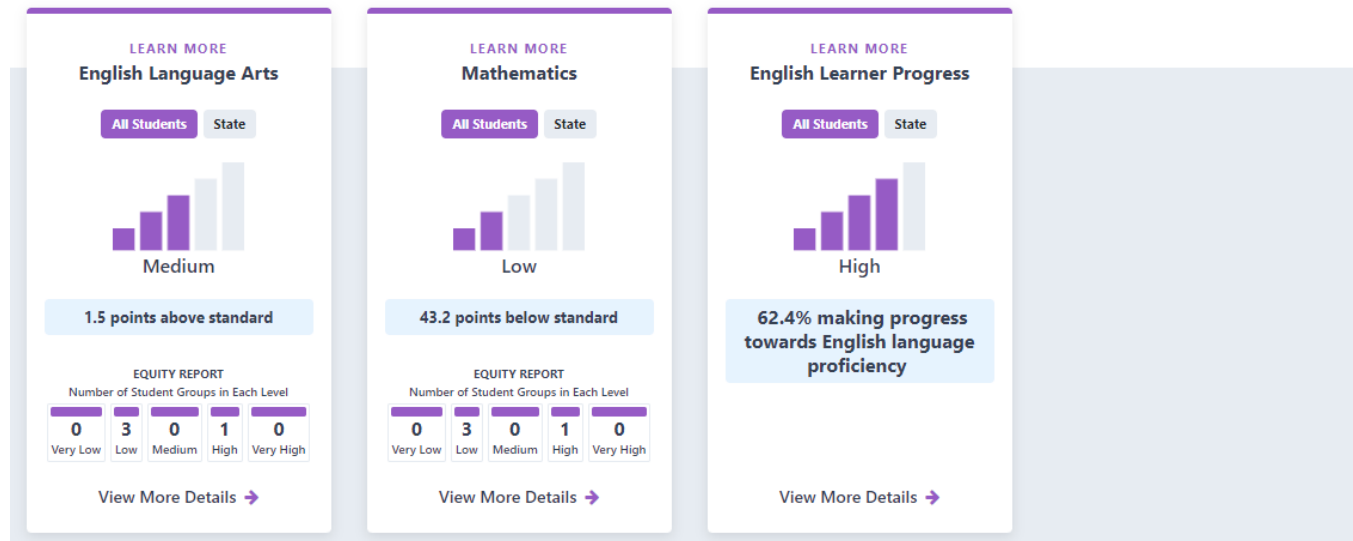 LEARN MORE
English Language Arts
All Students State
Medium
1.5 points above standard
EQUITY REPORT
Number of Student Groups in Each Level
0 3 0 1 0
Very Low Low Medium High Very High
View More Details
LEARN MORE
Mathematics
All Students State
Low
43.2 points below standard
EQUITY REPORT
Number of Student Groups in Each Level
0 3 0 1 0
Very Low Low Medium High Very High
View More Details
LEARN MORE
English Learner Progress
All Students State
High
62.4% making progress
towards English language
proficiency
View More Details